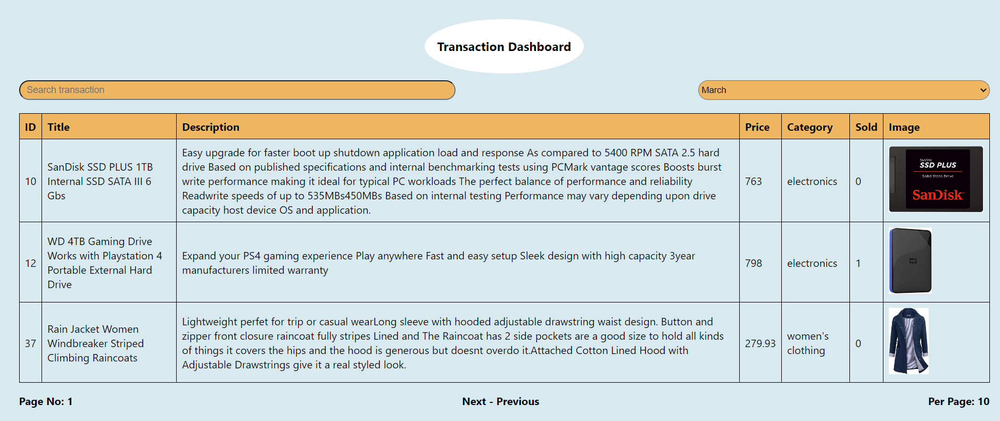 Transaction Dashboard
Search transaction
March
ID Title Description Price Category Sold Image
10
SanDisk SSD PLUS 1TB
Internal SSD SATA III 6
Gbs
Easy upgrade for faster boot up shutdown application load and response As compared to 5400 RPM SATA 2.5 hard
drive Based on published specifications and internal benchmarking tests using PCMark vantage scores Boosts burst
write performance making it ideal for typical PC workloads The perfect balance of performance and reliability
Readwrite speeds of up to 535MBs450MBs Based on internal testing Performance may vary depending upon drive
capacity host device OS and application.
763
electronics
0
SanDisk
SSD PLUS
Solid State Drive
SanDisk
12
WD 4TB Gaming Drive
Works with Playstation 4
Portable External Hard
Drive
Expand your PS4 gaming experience Play anywhere Fast and easy setup Sleek design with high capacity 3year
manufacturers limited warranty
798
electronics
1
WD
37
Rain Jacket Women
Windbreaker Striped
Climbing Raincoats
Lightweight perfet for trip or casual wearLong sleeve with hooded adjustable drawstring waist design. Button and
zipper front closure raincoat fully stripes Lined and The Raincoat has 2 side pockets are a good size to hold all kinds
of things it covers the hips and the hood is generous but doesnt overdo it.Attached Cotton Lined Hood with
Adjustable Drawstrings give it a real styled look.
279.93
women's
clothing
0
Page No: 1
Next - Previous
Per Page: 10